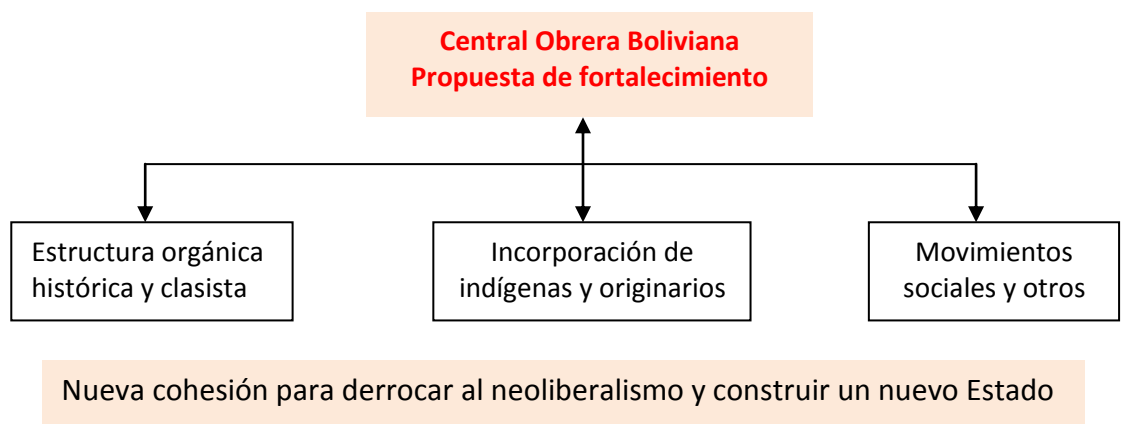 Central Obrera Boliviana
Propuesta de fortalecimiento
Estructura orgánica
histórica y clasista
Incorporación de
indígenas y originarios
Movimientos
sociales y otros
Nueva cohesión para derrocar al neoliberalismo y construir un nuevo Estado